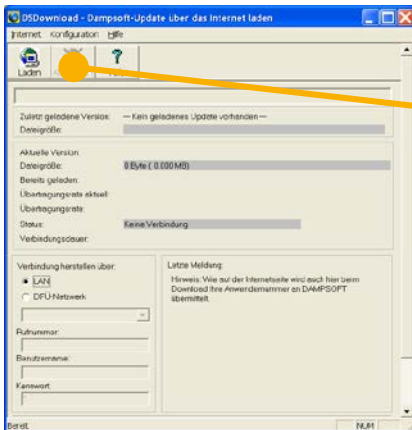 DSDownload - Dampsoft-Update über das Internet laden
Internet Konfiguration Hilfe
Laden
Zuletzt geladene Version: --- Kein geladenes Update vorhanden ---
Dateigröße:
Aktuelle Version:
Dateigröße: 0 Byte ( 0.000 MB)
Bereits geladen:
Übertragungsrate aktuell:
Übertragungsrate:
Status: Keine Verbindung
Verbindungsdauer:
Verbindung herstellen über:
LAN
DFÜ-Netzwerk
Rufnummer:
Benutzername:
Kennwort:
Letzte Meldung:
Hinweis: Wie auf der Internetseite wird auch hier beim
Download Ihre Anwendernummer an DAMPSOFT
übermittelt.
Bereit NUM